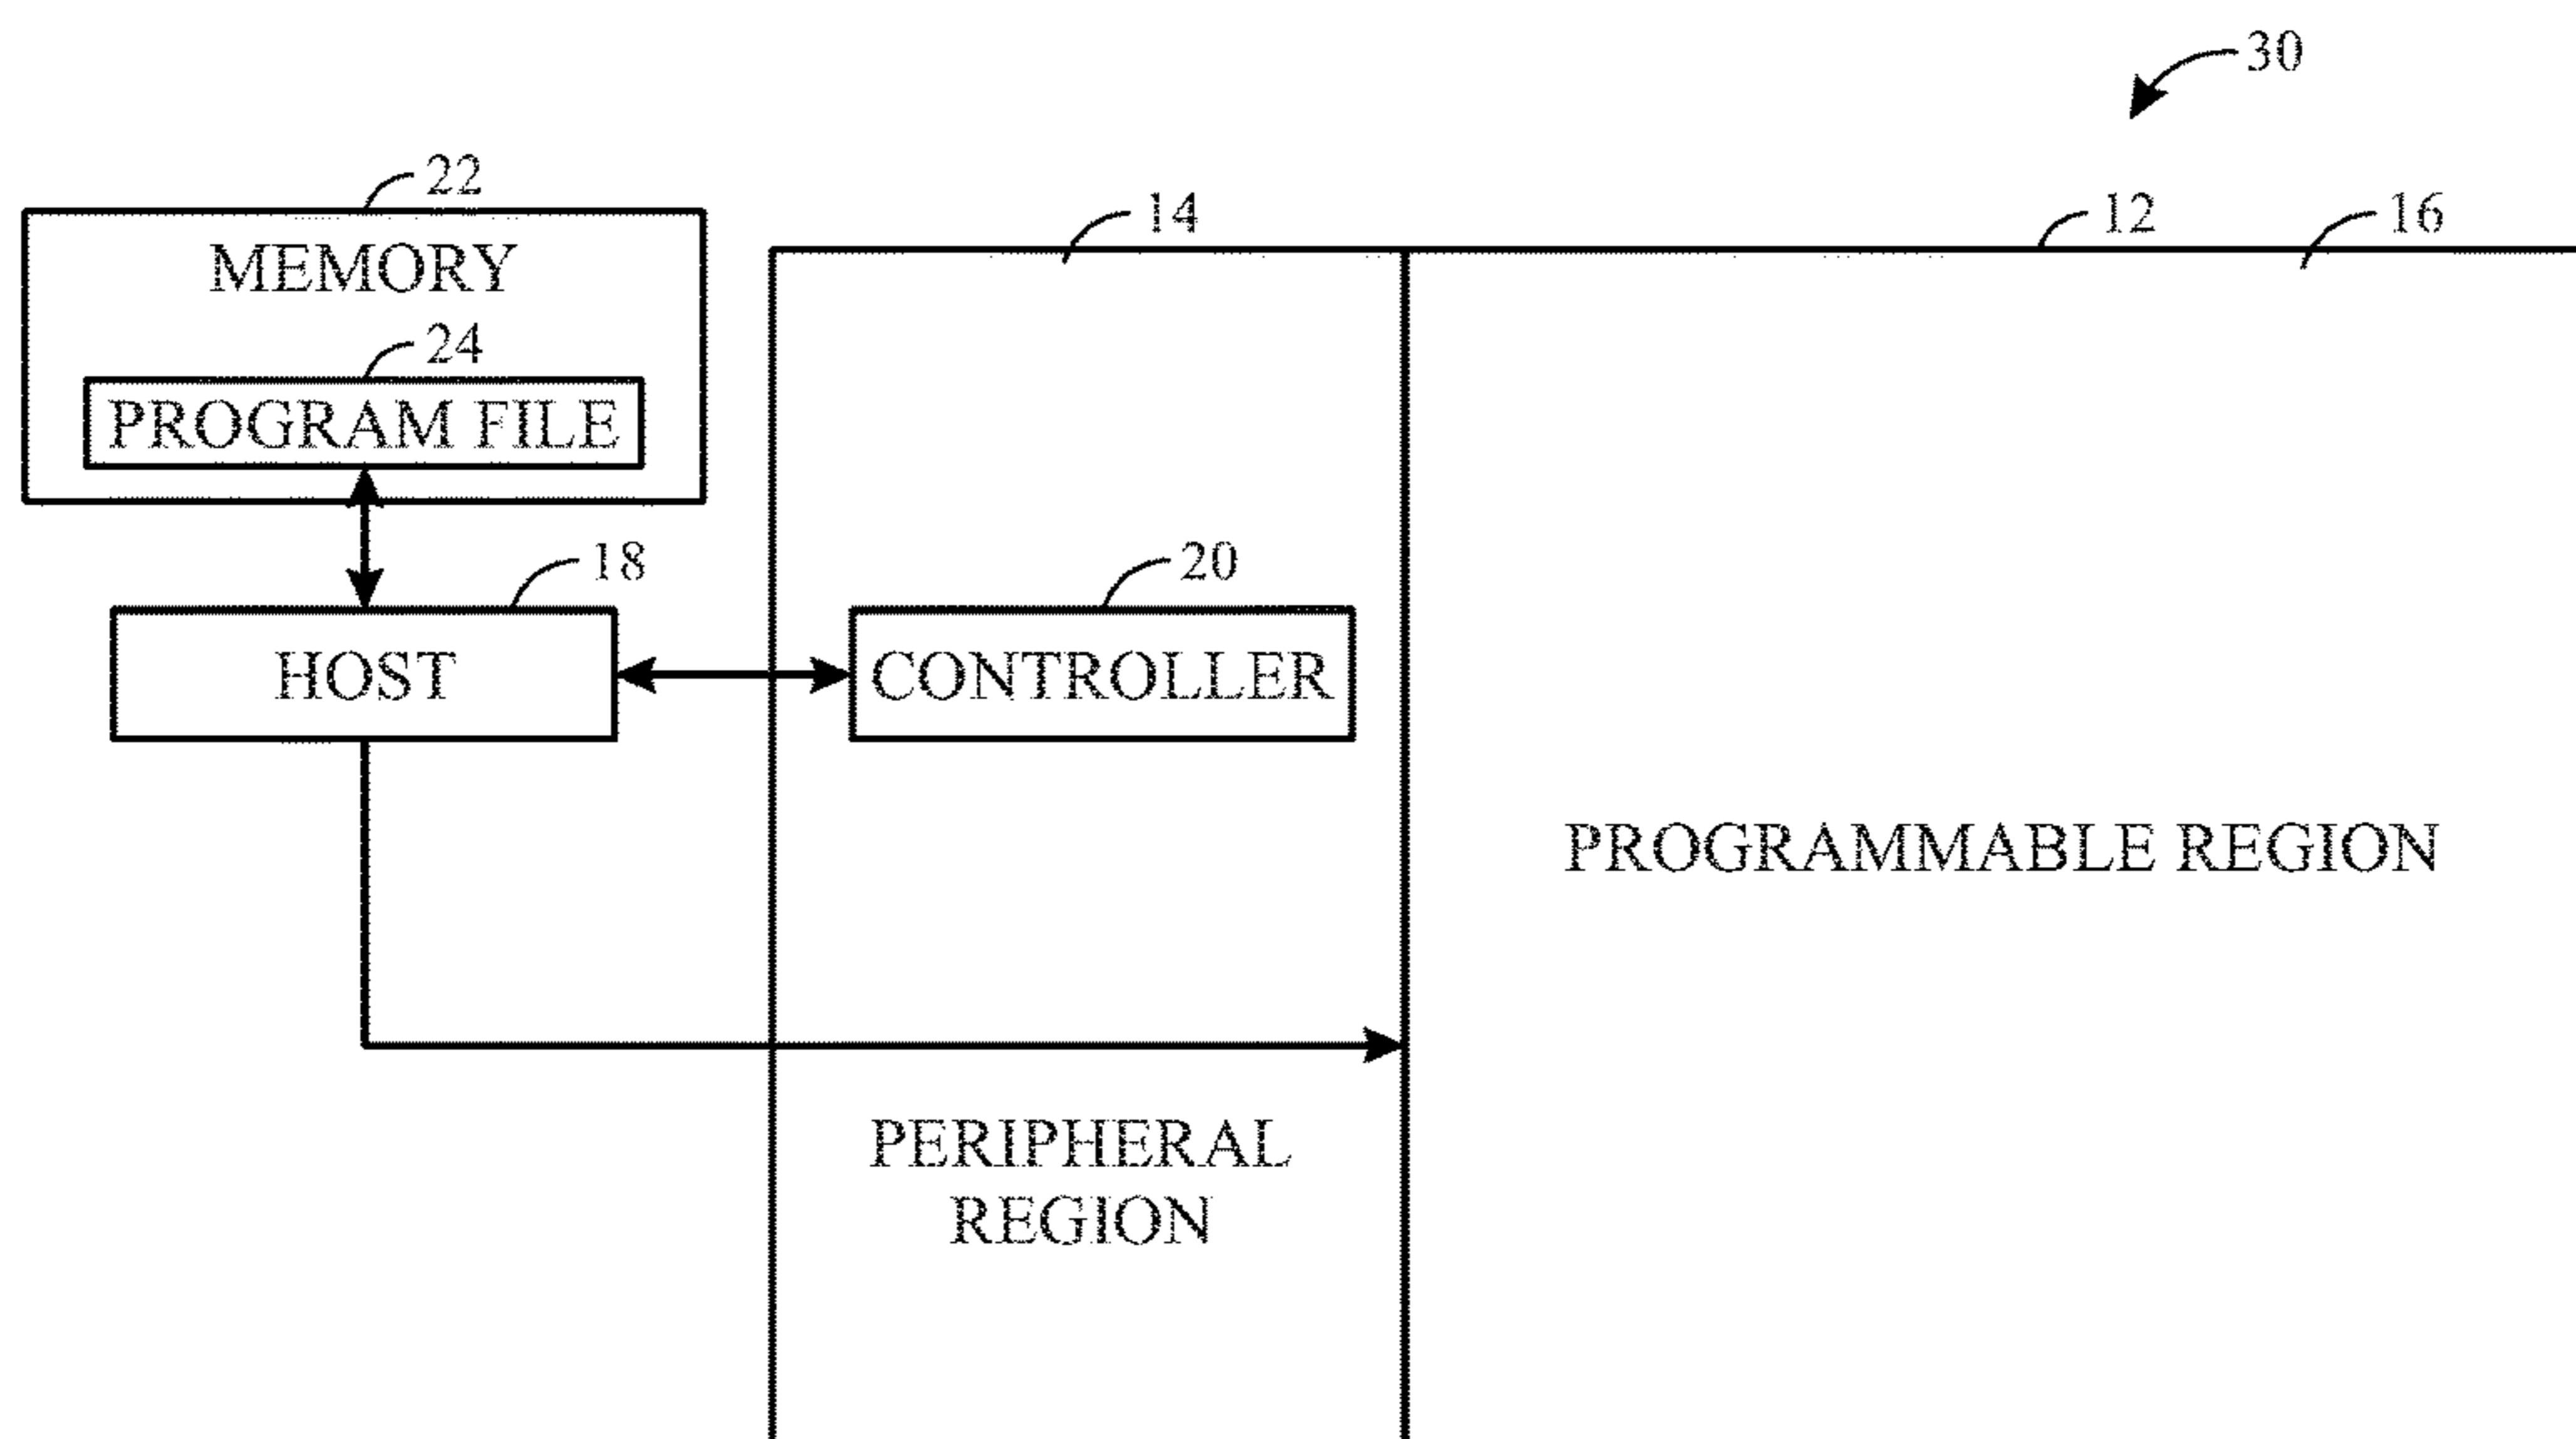 30
22
14
12
16
MEMORY
24
PROGRAM FILE
18
20
HOST
CONTROLLER
PROGRAMMABLE REGION
PERIPHERAL
REGION